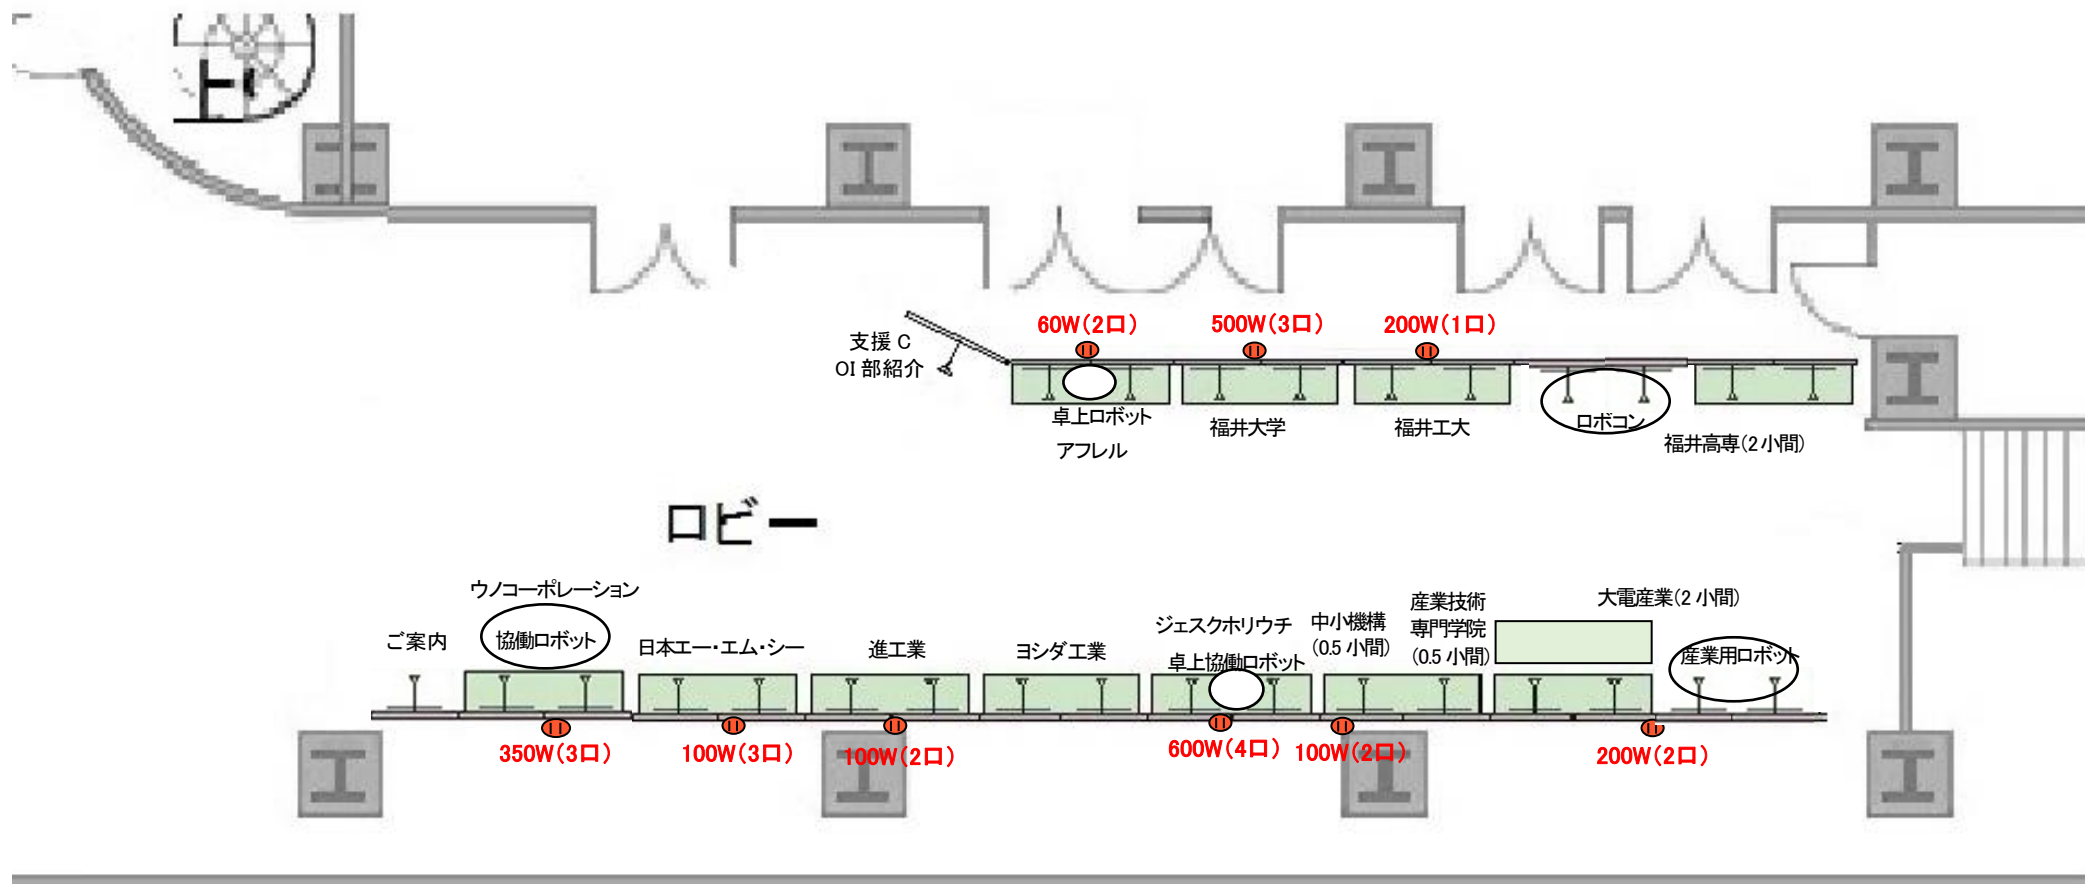 60W(2口)
500W(3口)
200W(1口)
支援 C
OI 部紹介
卓上ロボット
アフレル
福井大学
福井工大
ロボコン
福井高専(2 小間)
ロビー
ウノコーポレーション
協働ロボット
ご案内
日本エー・エム・シー
進工業
ヨシダ工業
ジェスクホリウチ
卓上協働ロボット
中小機構
(0.5 小間)
産業技術
専門学院
(0.5 小間)
大電産業(2 小間)
産業用ロボット
350W(3口)
100W(3口)
100W(2口)
600W(4口)
100W(2口)
200W(2口)